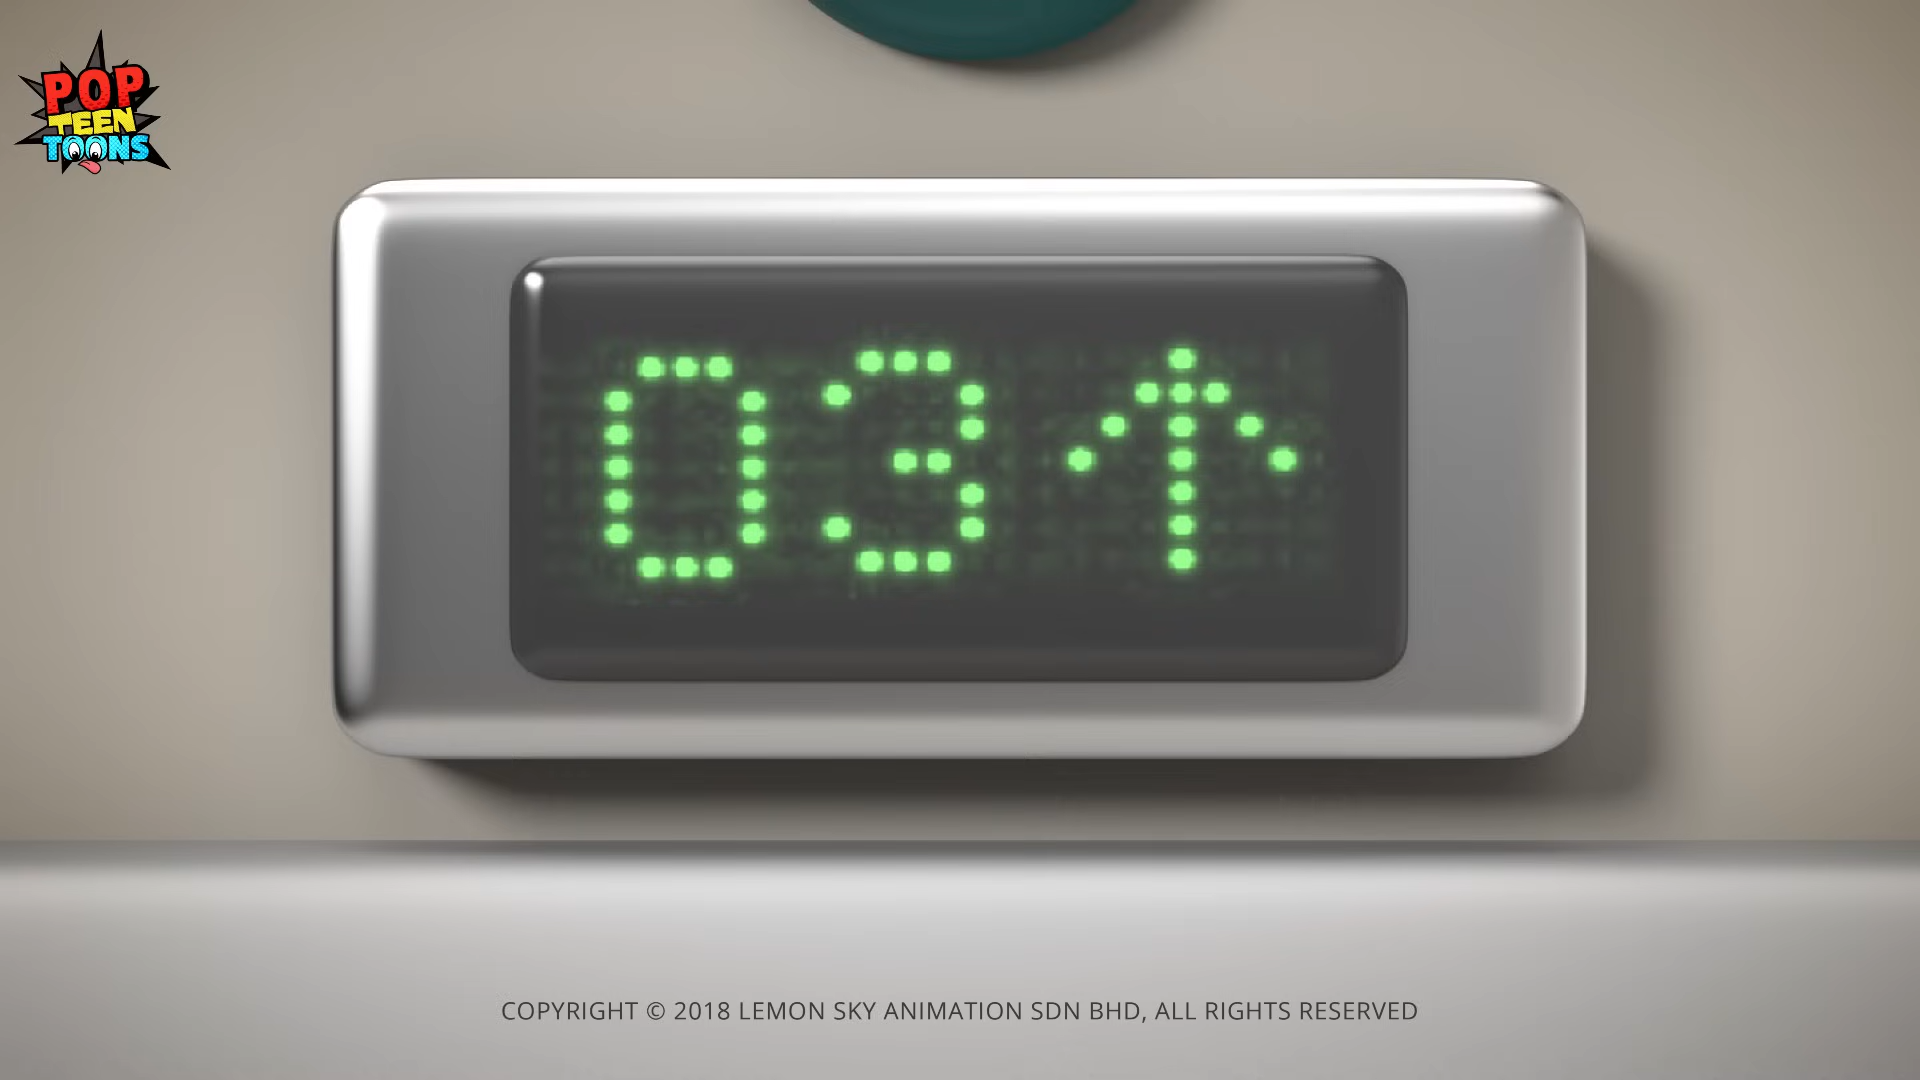 POP
TEEN
TOONS
03↑
COPYRIGHT © 2018 LEMON SKY ANIMATION SDN BHD, ALL RIGHTS RESERVED